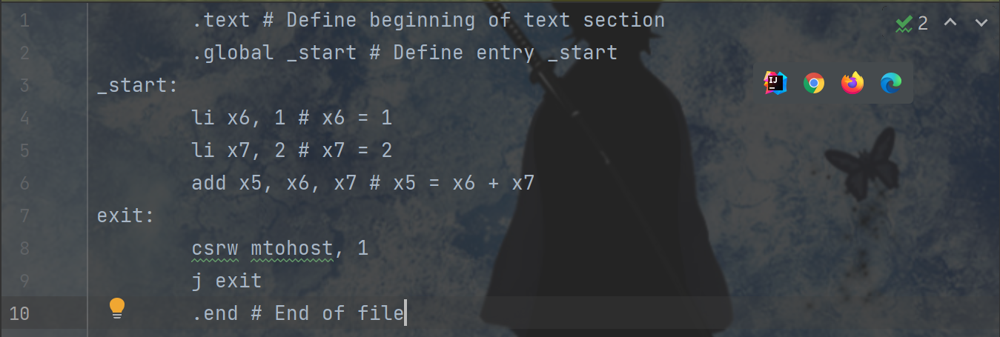 1 .text # Define beginning of text section
2 .global _start # Define entry _start
3 _start:
4 li x6, 1 # x6 = 1
5 li x7, 2 # x7 = 2
6 add x5, x6, x7 # x5 = x6 + x7
7 exit:
8 csrw mtohost, 1
9 j exit
10 .end # End of file
2
IJ